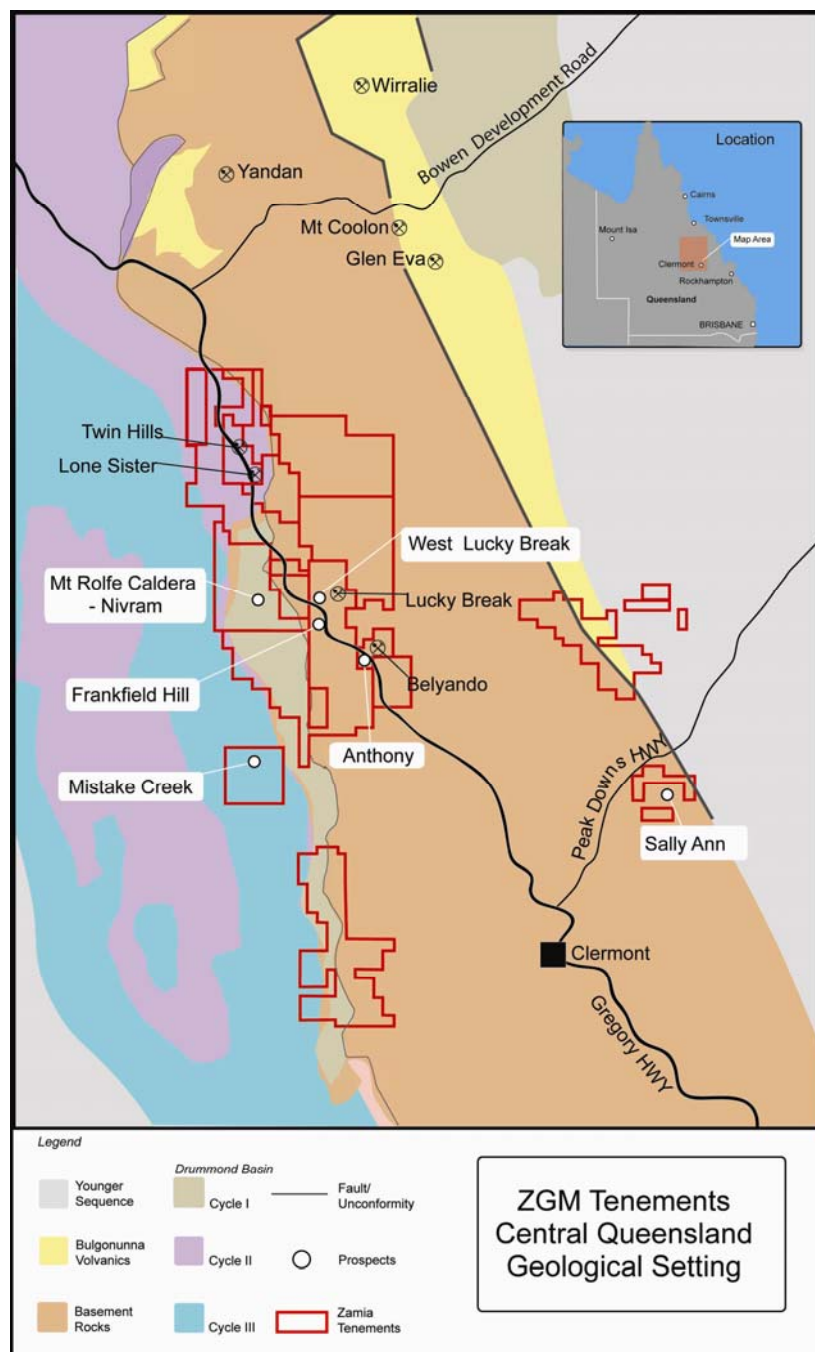 Wirralie
Bowen Development Road
Yandan
Mt Coolon
Glen Eva
Location
Cairns
Townsville
Mount Isa
Map Area
Clermont
Rockhampton
Queensland
BRISBANE
Twin Hills
Lone Sister
West Lucky Break
Mt Rolfe Caldera
- Nivram
Lucky Break
Frankfield Hill
Belyando
Anthony
Mistake Creek
Peak Downs HWY
Sally Ann
Clermont
Gregory HWY
Legend
Younger
Sequence
Bulgonunna
Volvanics
Basement
Rocks
Drummond Basin
Cycle I
Cycle II
Cycle III
Fault/
Unconformity
Prospects
Zamia
Tenements
ZGM Tenements
Central Queensland
Geological Setting